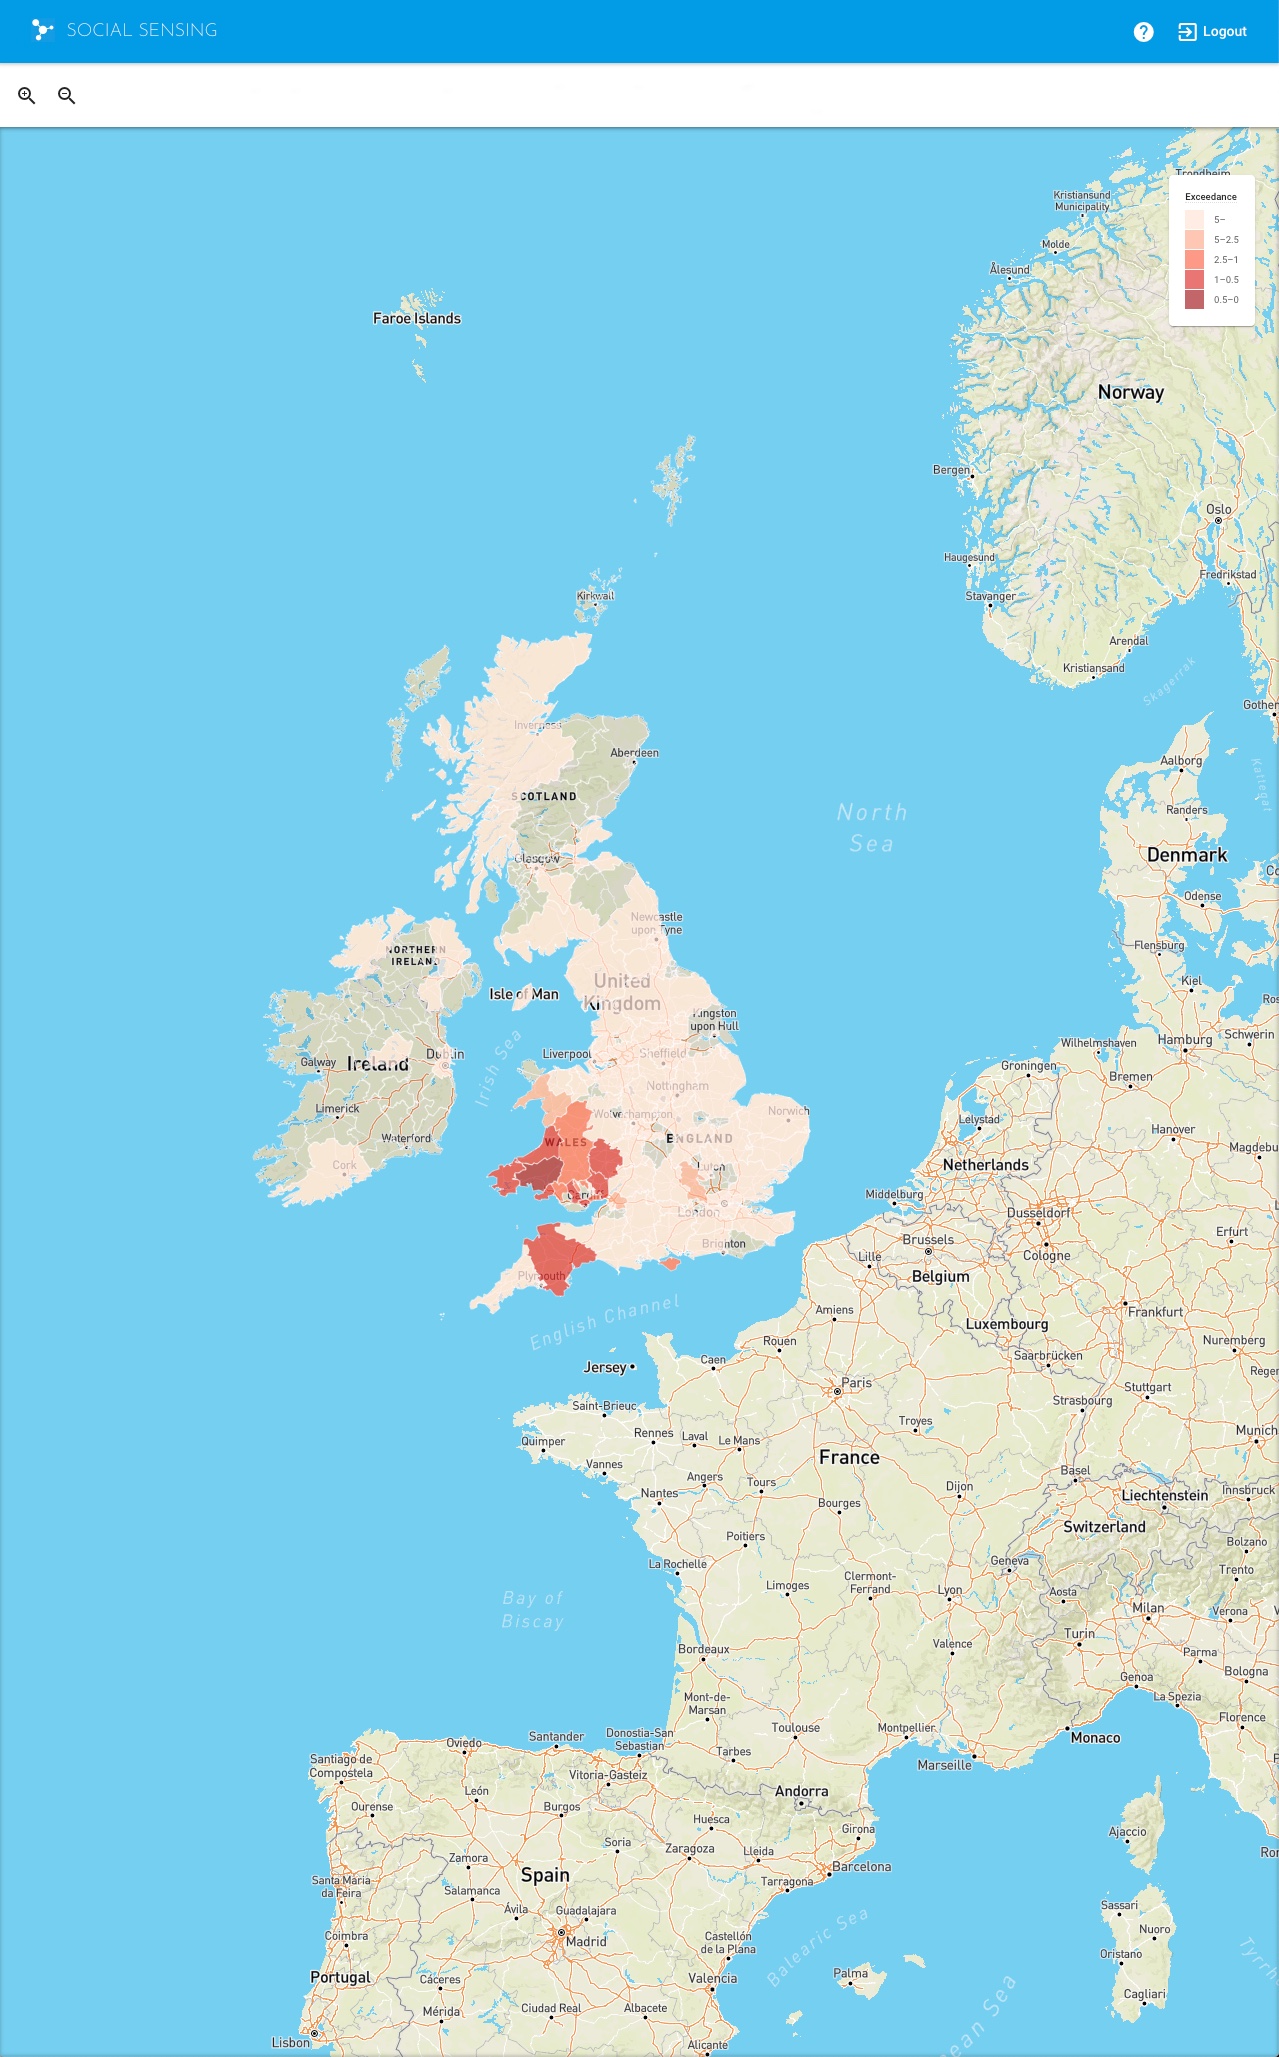 SOCIAL SENSING
Logout
Trondheim
Kristiansund
Municipality
Exceedance
5–
5–2.5
2.5–1
1–0.5
0.5–0
Molde
Ålesund
Faroe Islands
Norway
Bergen
Oslo
Haugesund
Fredrikstad
Kirkwall
Stavanger
Arendal
Kristiansand
Skagerrak
Gothen
Inverness
Aberdeen
Aalborg
Kattegat
SCOTLAND
North
Sea
Randers
Denmark
Glasgow
Co
Odense
Newcastle
upon Tyne
Flensburg
NORTHERN
IRELAND
United
Kingdom
Isle of Man
Kiel
Ros
Kingston
upon Hull
Schwerin
Hamburg
Wilhelmshaven
Irish Sea
Dublin
Liverpool
Sheffield
Galway
Ireland
Groningen
Bremen
Nottingham
Limerick
Wolverhampton
Norwich
Lelystad
Hanover
Waterford
WALES
ENGLAND
Magdebu
Cork
Luton
Netherlands
Cardiff
Middelburg
London
Dusseldorf
Brighton
Brussels
Erfurt
Lille
Cologne
Plymouth
Belgium
English Channel
Amiens
Frankfurt
Luxembourg
Rouen
Nuremberg
Saarbrücken
Jersey
Caen
Regen
Paris
Stuttgart
Saint-Brieuc
Strasbourg
Troyes
Quimper
Rennes
Laval
Le Mans
Munich
France
Vannes
Basel
Angers
Tours
Dijon
Liechtenstein
Innsbruck
Nantes
Bourges
Switzerland
Poitiers
Bolzano
La Rochelle
Geneva
Trento
Limoges
Clermont-
Ferrand
Lyon
Aosta
Bay of
Biscay
Milan
Verona
V
Turin
Bordeaux
Valence
Parma
Genoa
Bologna
Mont-de-
Marsan
La Spezia
Florence
Santander
Donostia-San
Sebastian
Toulouse
Montpellier
Oviedo
Monaco
Santiago de
Compostela
Tarbes
Marseille
P
Vitoria-Gasteiz
León
Andorra
Ourense
Burgos
Huesca
Girona
Ajaccio
Soria
Zaragoza
Lleida
Ron
Zamora
Barcelona
Spain
Santa Maria
da Feira
Tarragona
Salamanca
Sassari
Ávila
Guadalajara
Balearic Sea
Coimbra
Madrid
Castellón
de la Plana
Nuoro
Oristano
Tyrrh
Portugal
Cáceres
Valencia
Palma
Cagliari
Mérida
Ciudad Real
Albacete
Lisbon
Alicante
nean Sea